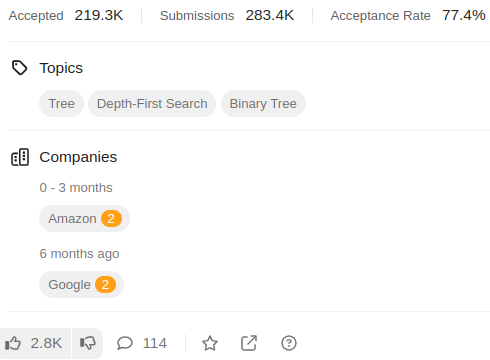 Accepted 219.3K Submissions 283.4K Acceptance Rate 77.4%
Topics
Tree Depth-First Search Binary Tree
Companies
0 - 3 months
Amazon 2
6 months ago
Google 2
2.8K 114